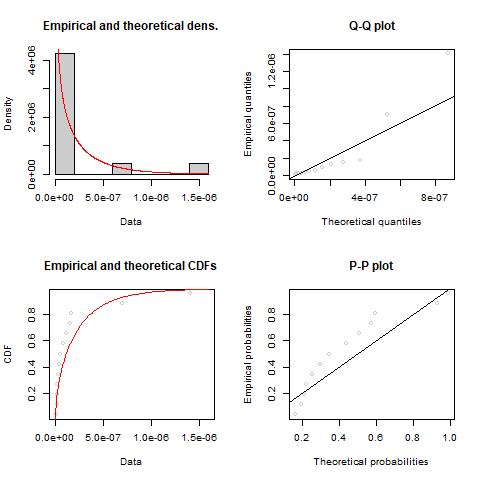 Empirical and theoretical dens.
Density
0e+00 2e+06 4e+06
0.0e+00 5.0e-07 1.0e-06 1.5e-06
Data
Q-Q plot
Empirical quantiles
0.0e+00 6.0e-07 1.2e-06
0e+00 4e-07 8e-07
Theoretical quantiles
Empirical and theoretical CDFs
CDF
0.2 0.4 0.6 0.8
0.0e+00 5.0e-07 1.0e-06 1.5e-06
Data
P-P plot
Empirical probabilities
0.2 0.4 0.6 0.8
0.2 0.4 0.6 0.8 1.0
Theoretical probabilities